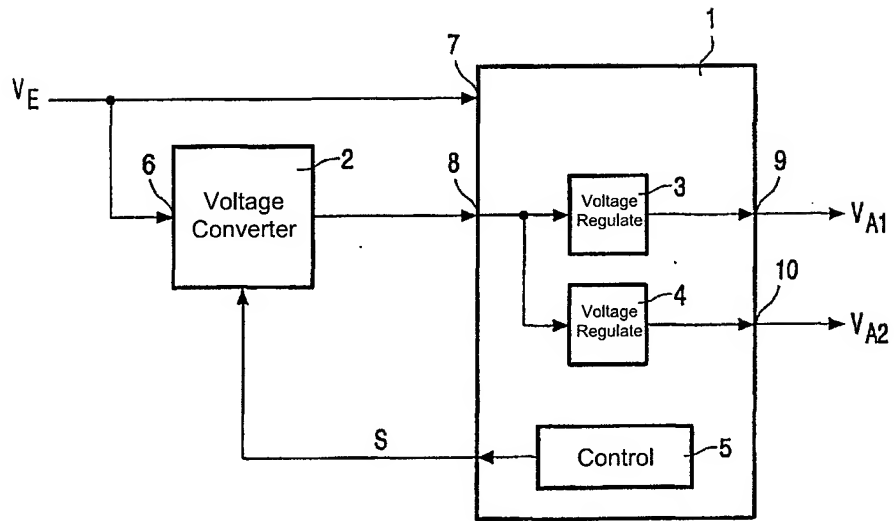 1
7
V_E
6
2
8
3
9
Voltage
Converter
Voltage
Regulate
V_A1
4
10
Voltage
Regulate
V_A2
S
Control
5